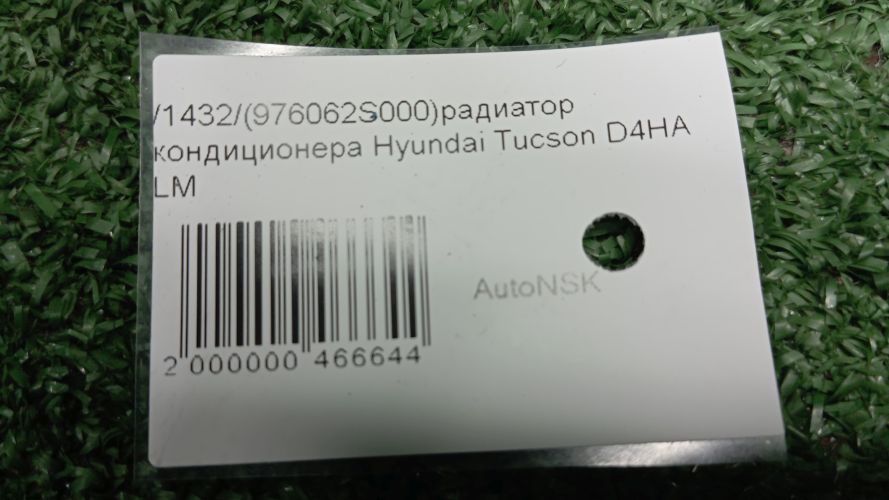 /1432/(976062S000)радиатор
кондиционера Hyundai Tucson D4HA
LM
AutoNSK
2 000000 466644